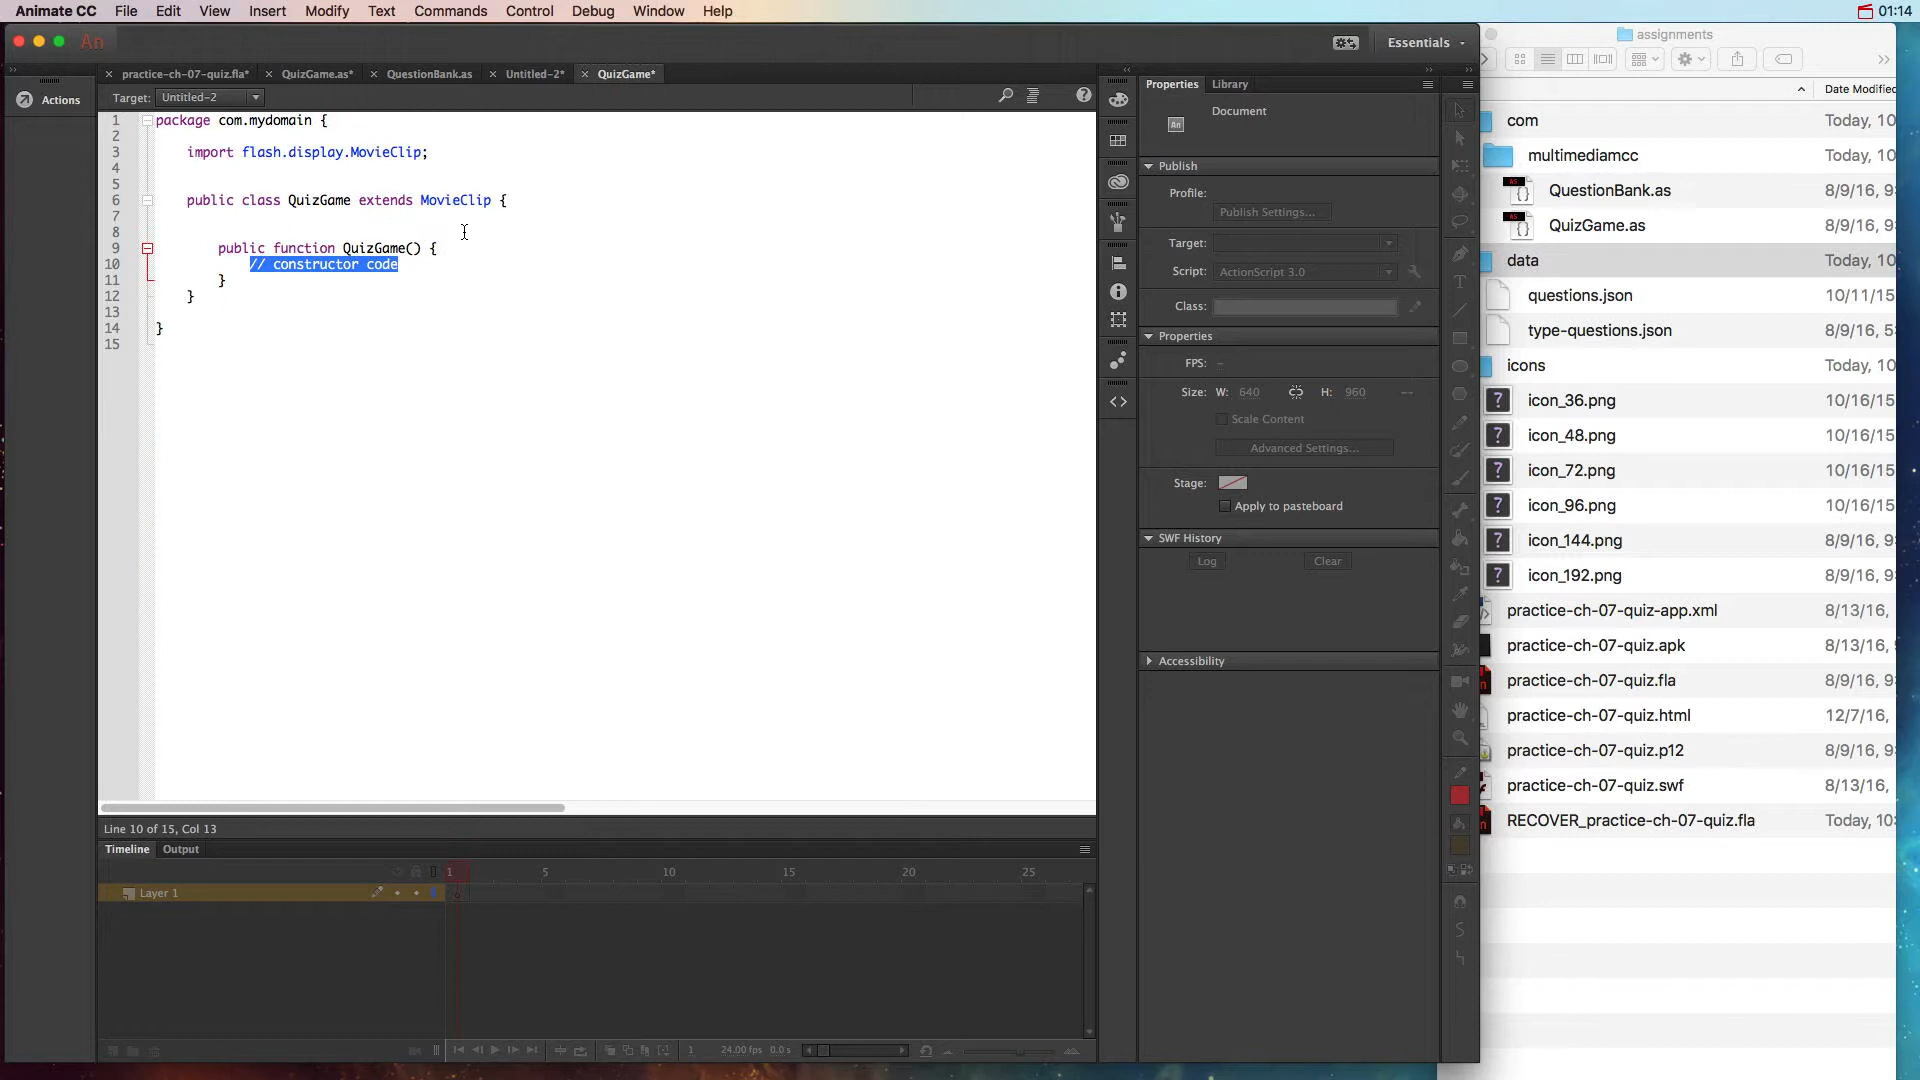 Animate CC File Edit View Insert Modify Text Commands Control Debug Window Help 01:14
An Essentials
practice-ch-07-quiz.fla* QuizGame.as* QuestionBank.as Untitled-2* QuizGame*
Actions
Target: Untitled-2
1 package com.mydomain {
2
3 import flash.display.MovieClip;
4
5
6 public class QuizGame extends MovieClip {
7
8
9 public function QuizGame() {
10 // constructor code
11 }
12 }
13
14 }
15
Line 10 of 15, Col 13
Timeline Output
1 5 10 15 20 25
Layer 1
1 24.00 fps 0.0 s
Properties Library
Document
An
Publish
Profile:
Publish Settings...
Target:
Script: ActionScript 3.0
Class:
Properties
FPS: --
Size: W: 640 H: 960
Scale Content
Advanced Settings...
Stage:
Apply to pasteboard
SWF History
Log Clear
Accessibility
assignments
Date Modified
com Today, 10
multimediamcc Today, 10
QuestionBank.as 8/9/16, 9:
QuizGame.as 8/9/16, 9:
data Today, 10
questions.json 10/11/15
type-questions.json 8/9/16, 5:
icons Today, 10
icon_36.png 10/16/15
icon_48.png 10/16/15
icon_72.png 10/16/15
icon_96.png 10/16/15
icon_144.png 8/9/16, 9:
icon_192.png 8/9/16, 9:
practice-ch-07-quiz-app.xml 8/13/16,
practice-ch-07-quiz.apk 8/13/16,
practice-ch-07-quiz.fla 8/9/16, 9:
practice-ch-07-quiz.html 12/7/16,
practice-ch-07-quiz.p12 8/9/16, 9:
practice-ch-07-quiz.swf 8/13/16,
RECOVER_practice-ch-07-quiz.fla Today, 10: